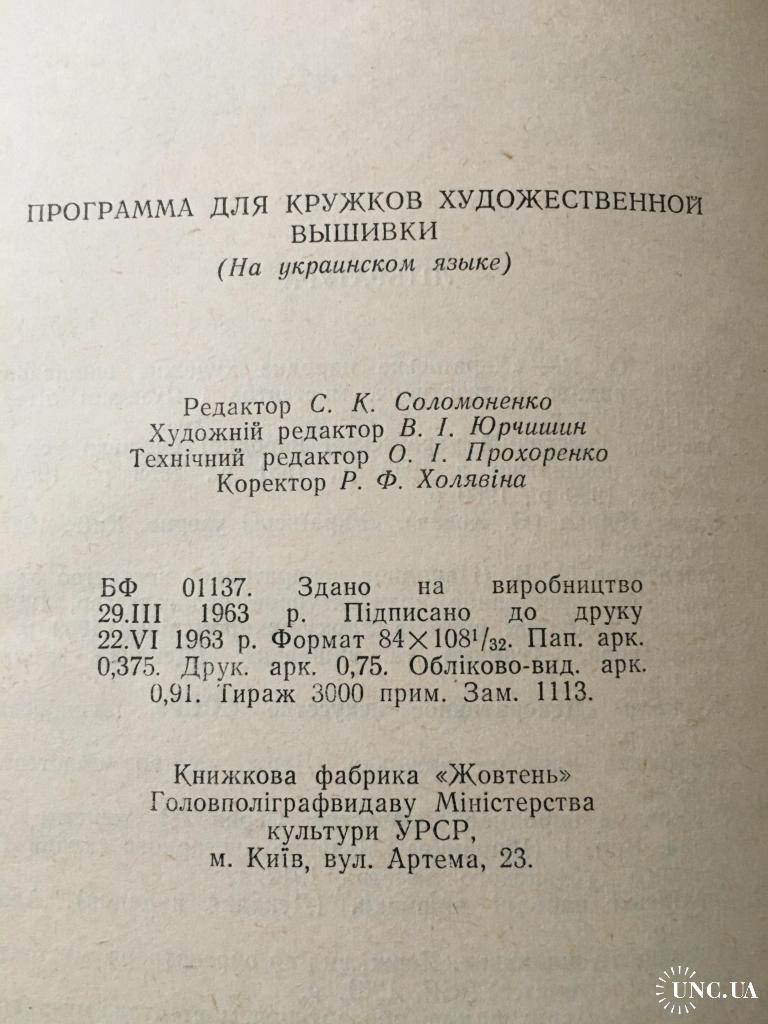 ПРОГРАММА ДЛЯ КРУЖКОВ ХУДОЖЕСТВЕННОЙ
ВЫШИВКИ
(На украинском языке)
Редактор С. К. Соломоненко
Художній редактор В. І. Юрчишин
Технічний редактор О. І. Прохоренко
Коректор Р. Ф. Холявіна
БФ 01137. Здано на виробництво
29.III 1963 р. Підписано до друку
22.VI 1963 р. Формат 84×108¹/₃₂. Пап. арк.
0,375. Друк. арк. 0,75. Обліково-вид. арк.
0,91. Тираж 3000 прим. Зам. 1113.
Книжкова фабрика «Жовтень»
Головполіграфвидаву Міністерства
культури УРСР,
м. Київ, вул. Артема, 23.
UNC.UA